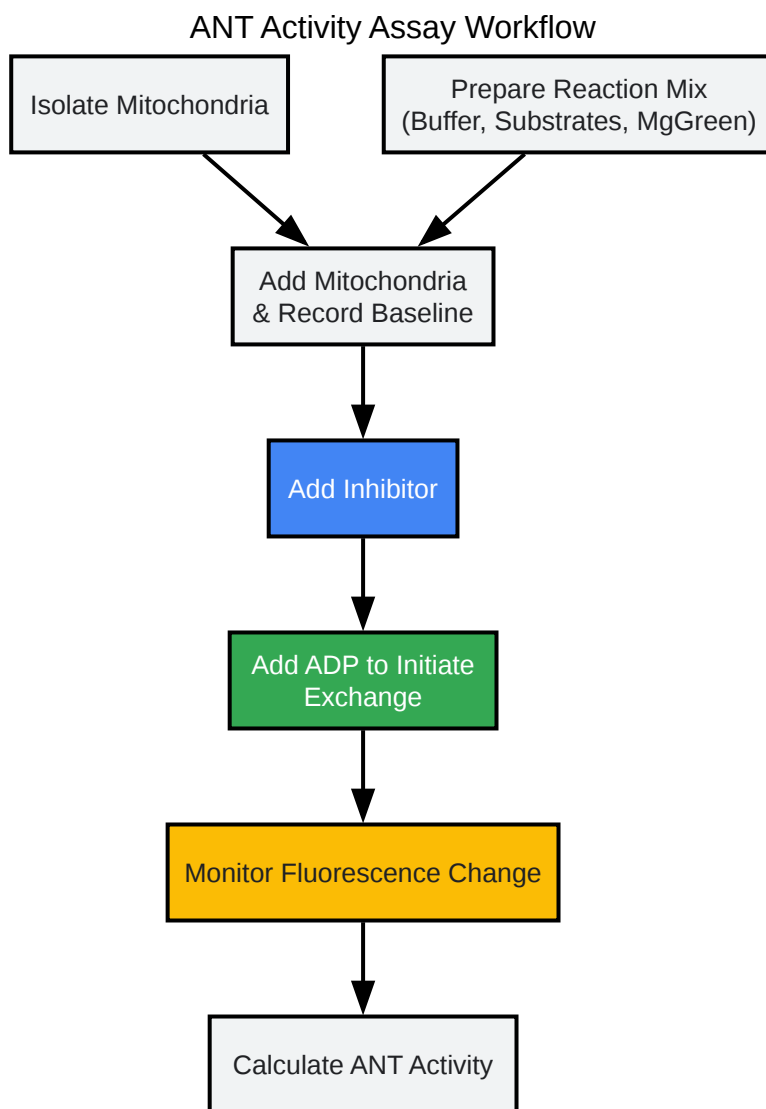 ANT Activity Assay Workflow
Isolate Mitochondria
Prepare Reaction Mix
(Buffer, Substrates, MgGreen)
Add Mitochondria
& Record Baseline
Add Inhibitor
Add ADP to Initiate
Exchange
Monitor Fluorescence Change
Calculate ANT Activity